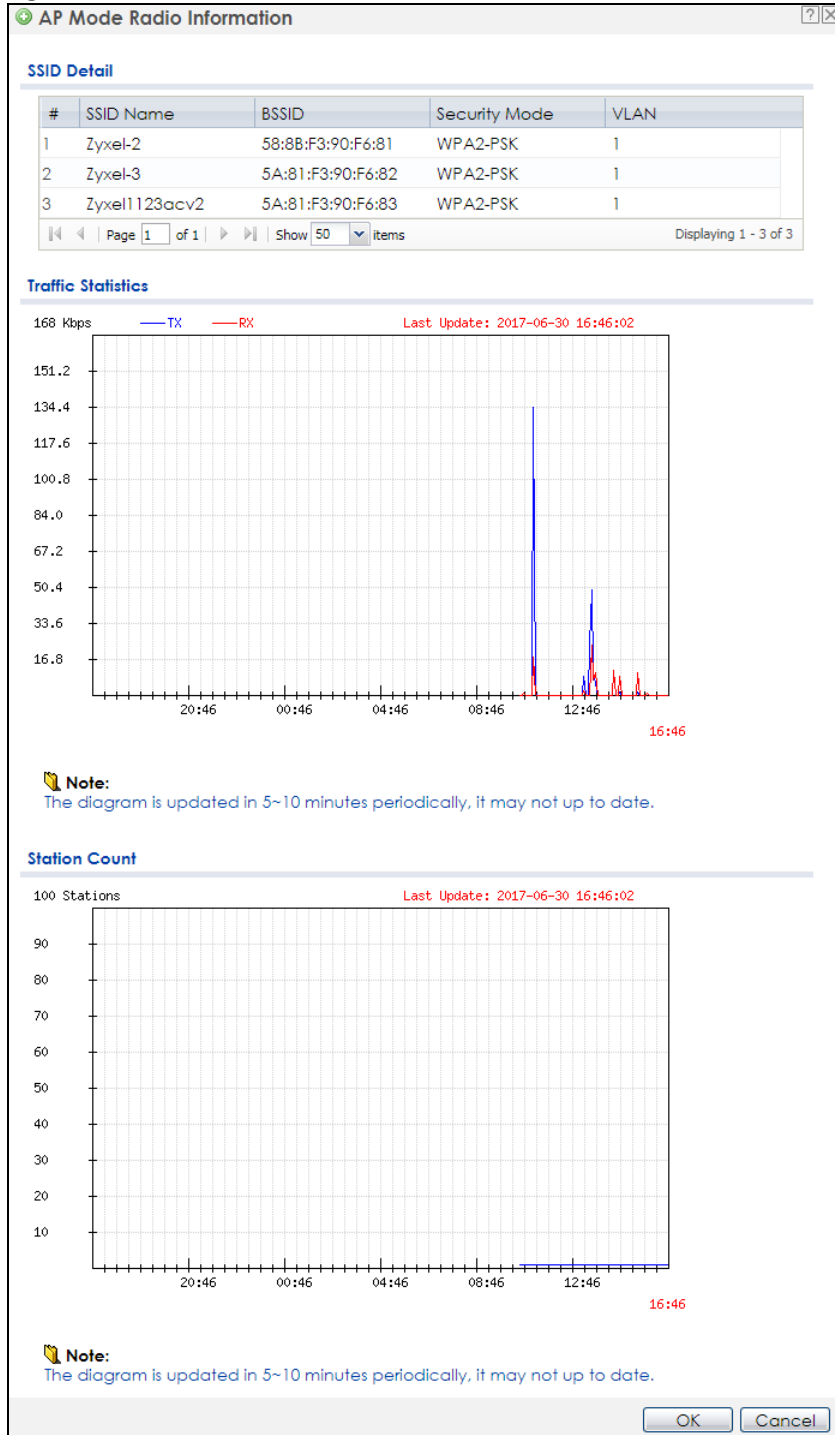 AP Mode Radio Information
SSID Detail
# SSID Name BSSID Security Mode VLAN
1 Zyxel-2 58:8B:F3:90:F6:81 WPA2-PSK 1
2 Zyxel-3 5A:81:F3:90:F6:82 WPA2-PSK 1
3 Zyxel1123acv2 5A:81:F3:90:F6:83 WPA2-PSK 1
Page 1 of 1 Show 50 items Displaying 1 - 3 of 3
Traffic Statistics
168 Kbps TX RX Last Update: 2017-06-30 16:46:02
151.2
134.4
117.6
100.8
84.0
67.2
50.4
33.6
16.8
20:46 00:46 04:46 08:46 12:46
16:46
Note:
The diagram is updated in 5~10 minutes periodically, it may not up to date.
Station Count
100 Stations Last Update: 2017-06-30 16:46:02
90
80
70
60
50
40
30
20
10
20:46 00:46 04:46 08:46 12:46
16:46
Note:
The diagram is updated in 5~10 minutes periodically, it may not up to date.
OK Cancel